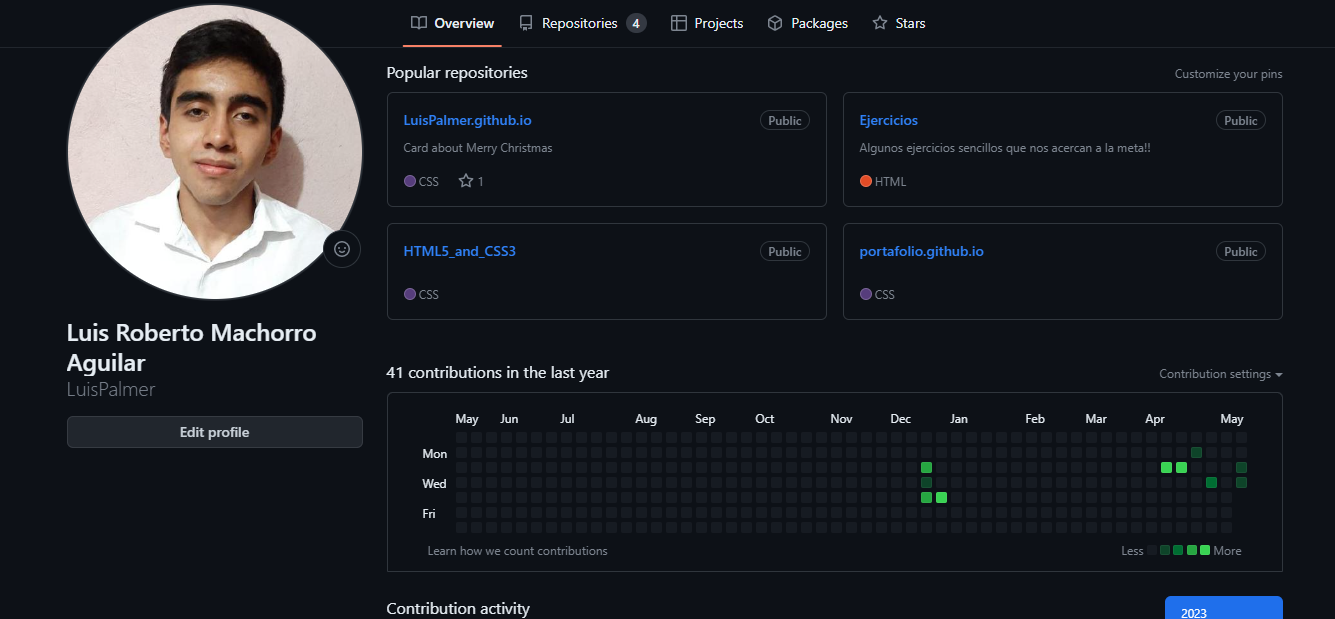 Overview Repositories 4 Projects Packages Stars
Popular repositories Customize your pins
LuisPalmer.github.io Public
Card about Merry Christmas
CSS 1
Ejercicios Public
Algunos ejercicios sencillos que nos acercan a la meta!!
HTML
HTML5_and_CSS3 Public
CSS
portafolio.github.io Public
CSS
Luis Roberto Machorro
Aguilar
LuisPalmer
Edit profile
41 contributions in the last year Contribution settings
May Jun Jul Aug Sep Oct Nov Dec Jan Feb Mar Apr May
Mon
Wed
Fri
Learn how we count contributions Less More
Contribution activity 2023